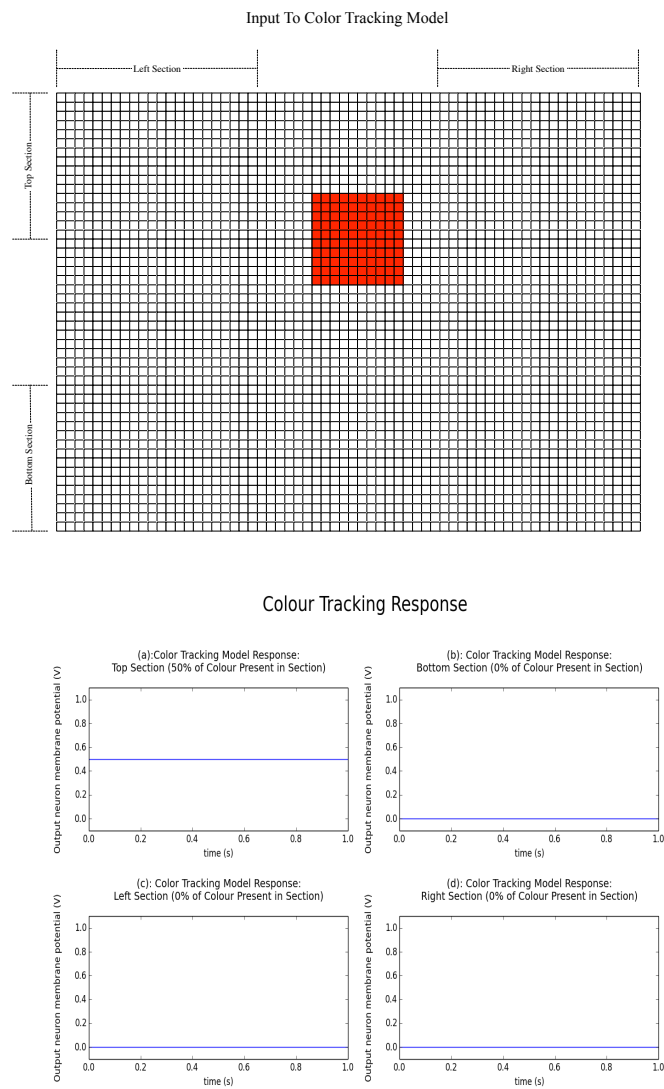 Input To Color Tracking Model
Left Section
Right Section
Top Section
Bottom Section
Colour Tracking Response
(a):Color Tracking Model Response:
Top Section (50% of Colour Present in Section)
Output neuron membrane potential (V)
1.0
0.8
0.6
0.4
0.2
0.0
0.0 0.2 0.4 0.6 0.8 1.0
time (s)
(b): Color Tracking Model Response:
Bottom Section (0% of Colour Present in Section)
Output neuron membrane potential (V)
1.0
0.8
0.6
0.4
0.2
0.0
0.0 0.2 0.4 0.6 0.8 1.0
time (s)
(c): Color Tracking Model Response:
Left Section (0% of Colour Present in Section)
Output neuron membrane potential (V)
1.0
0.8
0.6
0.4
0.2
0.0
0.0 0.2 0.4 0.6 0.8 1.0
time (s)
(d): Color Tracking Model Response:
Right Section (0% of Colour Present in Section)
Output neuron membrane potential (V)
1.0
0.8
0.6
0.4
0.2
0.0
0.0 0.2 0.4 0.6 0.8 1.0
time (s)